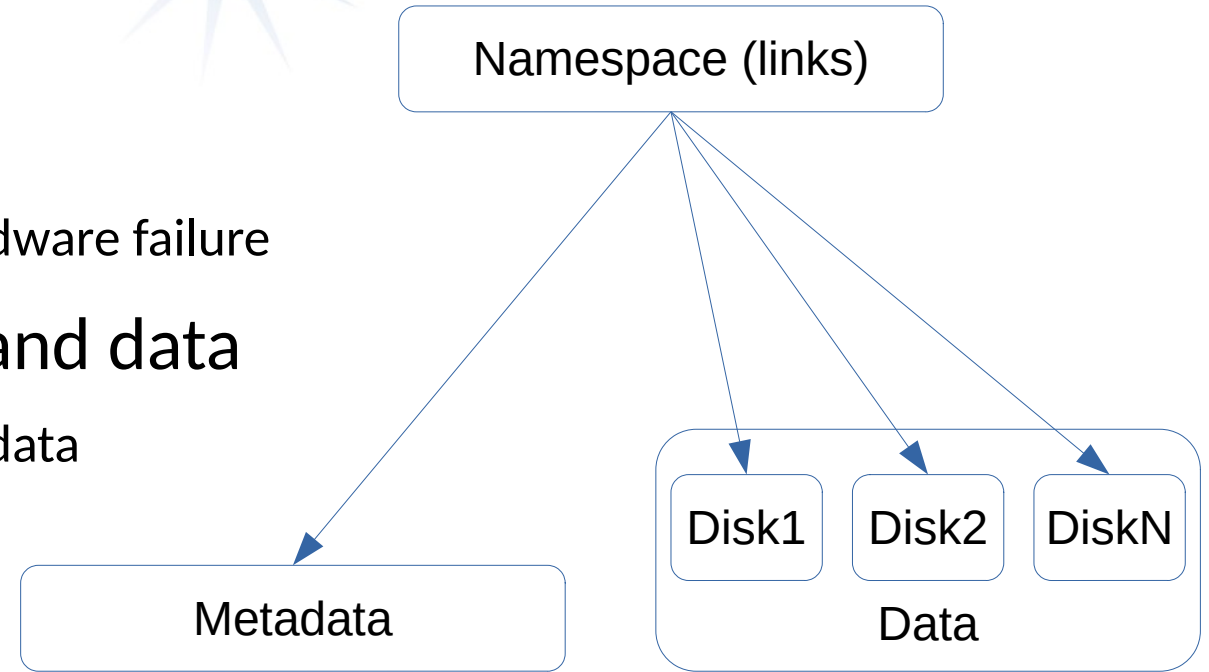 Namespace (links)
dware failure
and data
data
Disk1 Disk2 DiskN
Metadata
Data